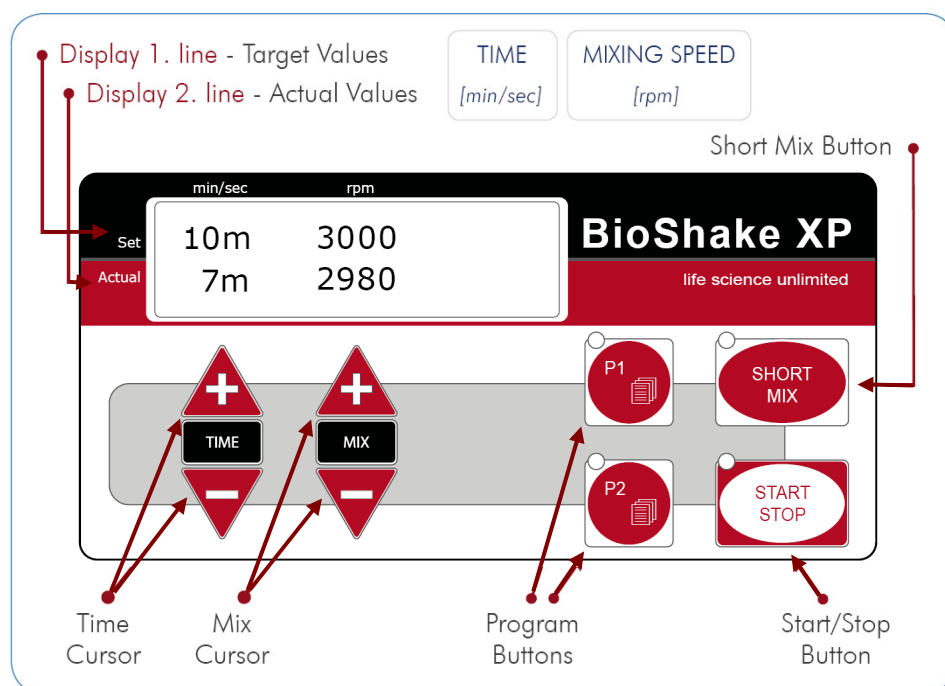 Display 1. line - Target Values
Display 2. line - Actual Values
TIME
[min/sec]
MIXING SPEED
[rpm]
Short Mix Button
min/sec rpm
Set 10m 3000
Actual 7m 2980
BioShake XP
life science unlimited
TIME
MIX
P1
SHORT
MIX
P2
START
STOP
Time
Cursor
Mix
Cursor
Program
Buttons
Start/Stop
Button